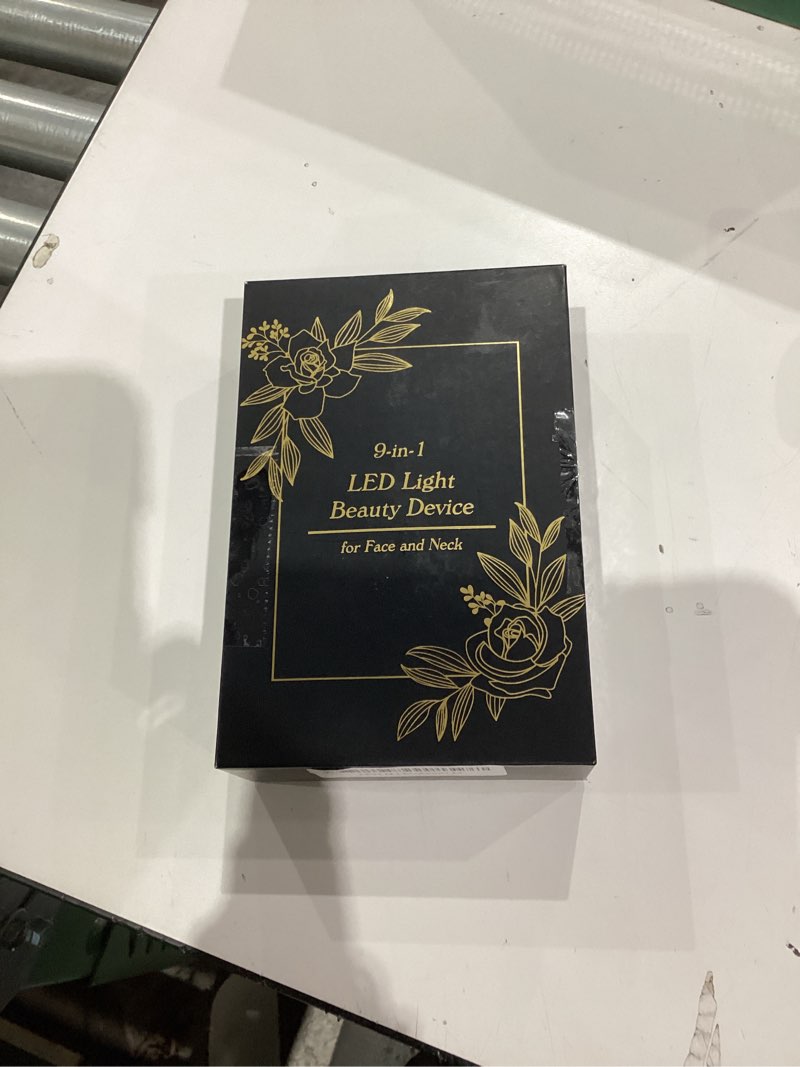 9-in-1
LED Light
Beauty Device
for Face and Neck